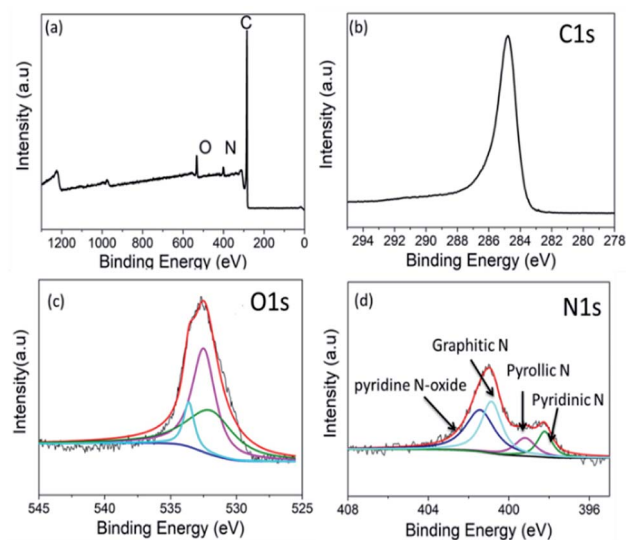 (a)
C
O
N
Intensity (a.u)
1200 1000 800 600 400 200 0
Binding Energy (eV)
(b)
C1s
Intensity (a.u)
294 292 290 288 286 284 282 280 278
Binding Energy (eV)
(c)
O1s
Intensity(a.u)
545 540 535 530 525
Binding Energy (eV)
(d)
N1s
Graphitic N
Pyrollic N
pyridine N-oxide
Pyridinic N
Intensity (a.u)
408 404 400 396
Binding Energy (eV)